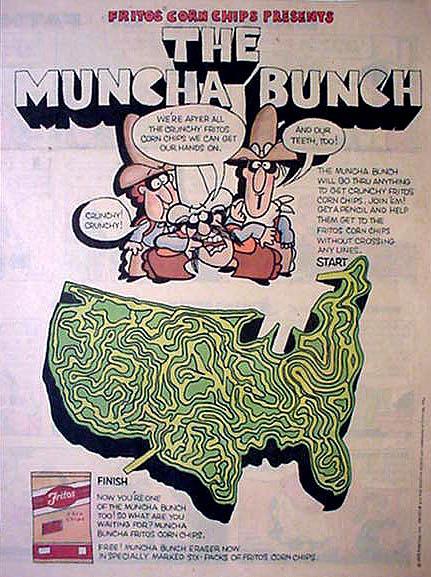 FRITOS CORN CHIPS PRESENTS
THE
MUNCHA BUNCH
WE'RE AFTER ALL
THE CRUNCHY FRITOS
CORN CHIPS WE CAN GET
OUR HANDS ON.
AND OUR
TEETH, TOO!
CRUNCHY!
CRUNCHY!
THE MUNCHA BUNCH
WILL GO THRU ANYTHING
TO GET CRUNCHY FRITOS
CORN CHIPS. JOIN 'EM!
GET A PENCIL AND HELP
THEM GET TO THE
FRITOS CORN CHIPS
WITHOUT CROSSING
ANY LINES.
START
FINISH
NOW YOU'RE ONE
OF THE MUNCHA BUNCH
TOO! SO WHAT ARE YOU
WAITING FOR? MUNCHA
BUNCHA FRITOS CORN CHIPS.
FREE! MUNCHA BUNCH ERASER NOW
IN SPECIALLY MARKED SIX-PACKS OF FRITOS CORN CHIPS.
Fritos
Corn
Chips